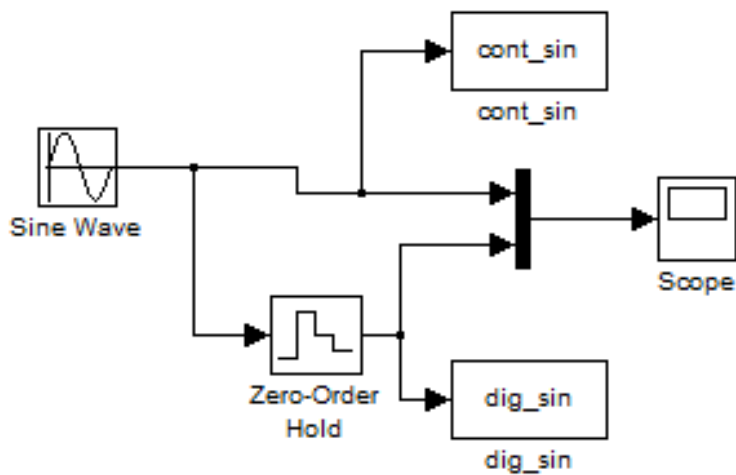 cont_sin
cont_sin
Sine Wave
Scope
Zero-Order
Hold
dig_sin
dig_sin